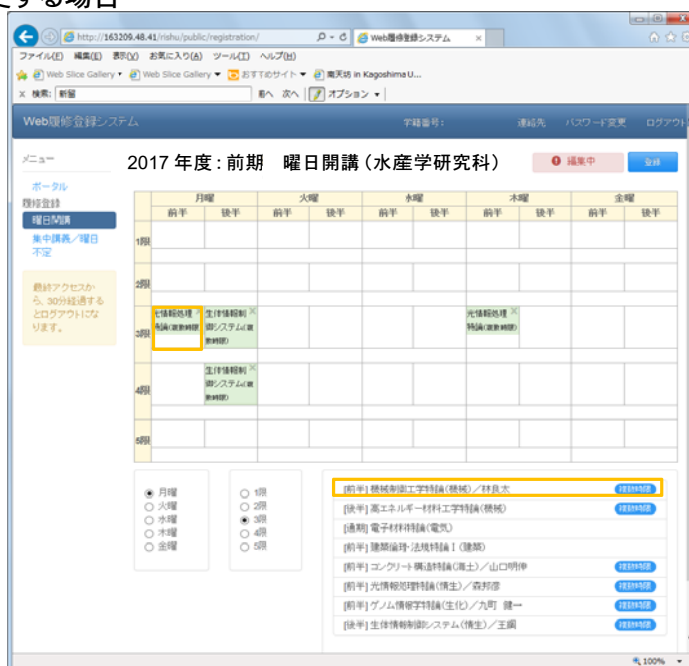 する場合
http://163209.48.41/rishu/public/registration/
Web履修登録システム
ファイル(F) 編集(E) 表示(V) お気に入り(A) ツール(T) ヘルプ(H)
Web Slice Gallery Web Slice Gallery おすすめサイト 南天坊 in Kagoshima U...
× 検索: 新留 前へ 次へ オプション
Web履修登録システム 学籍番号: 連絡先 パスワード変更 ログアウト
メニュー
2017 年度:前期 曜日開講(水産学研究科)
編集中 登録
ポータル
履修登録
曜日開講
集中講義/曜日
不定
最終アクセスか
ら、30分経過する
とログアウトにな
ります。
月曜 火曜 水曜 木曜 金曜
前半 後半 前半 後半 前半 後半 前半 後半 前半 後半
1限
2限
3限
光情報処理
特論(複数時限)
生体情報制
御システム(複
数時限)
光情報処理
特論(複数時限)
4限
生体情報制
御システム(複
数時限)
5限
月曜
火曜
水曜
木曜
金曜
1限
2限
3限
4限
5限
[前半] 機械制御工学特論(機械)/林良太 複数時限
[後半] 高エネルギー材料工学特論(機械) 複数時限
[通期] 電子材料特論(電気)
[前半] 建築倫理・法規特論 I (建築)
[前半] コンクリート構造特論(海土)/山口明伸 複数時限
[前半] 光情報処理特論(情生)/森邦彦 複数時限
[前半] ゲノム情報学特論(生化)/九町 健一 複数時限
[後半] 生体情報制御システム(情生)/王鋼 複数時限
100%